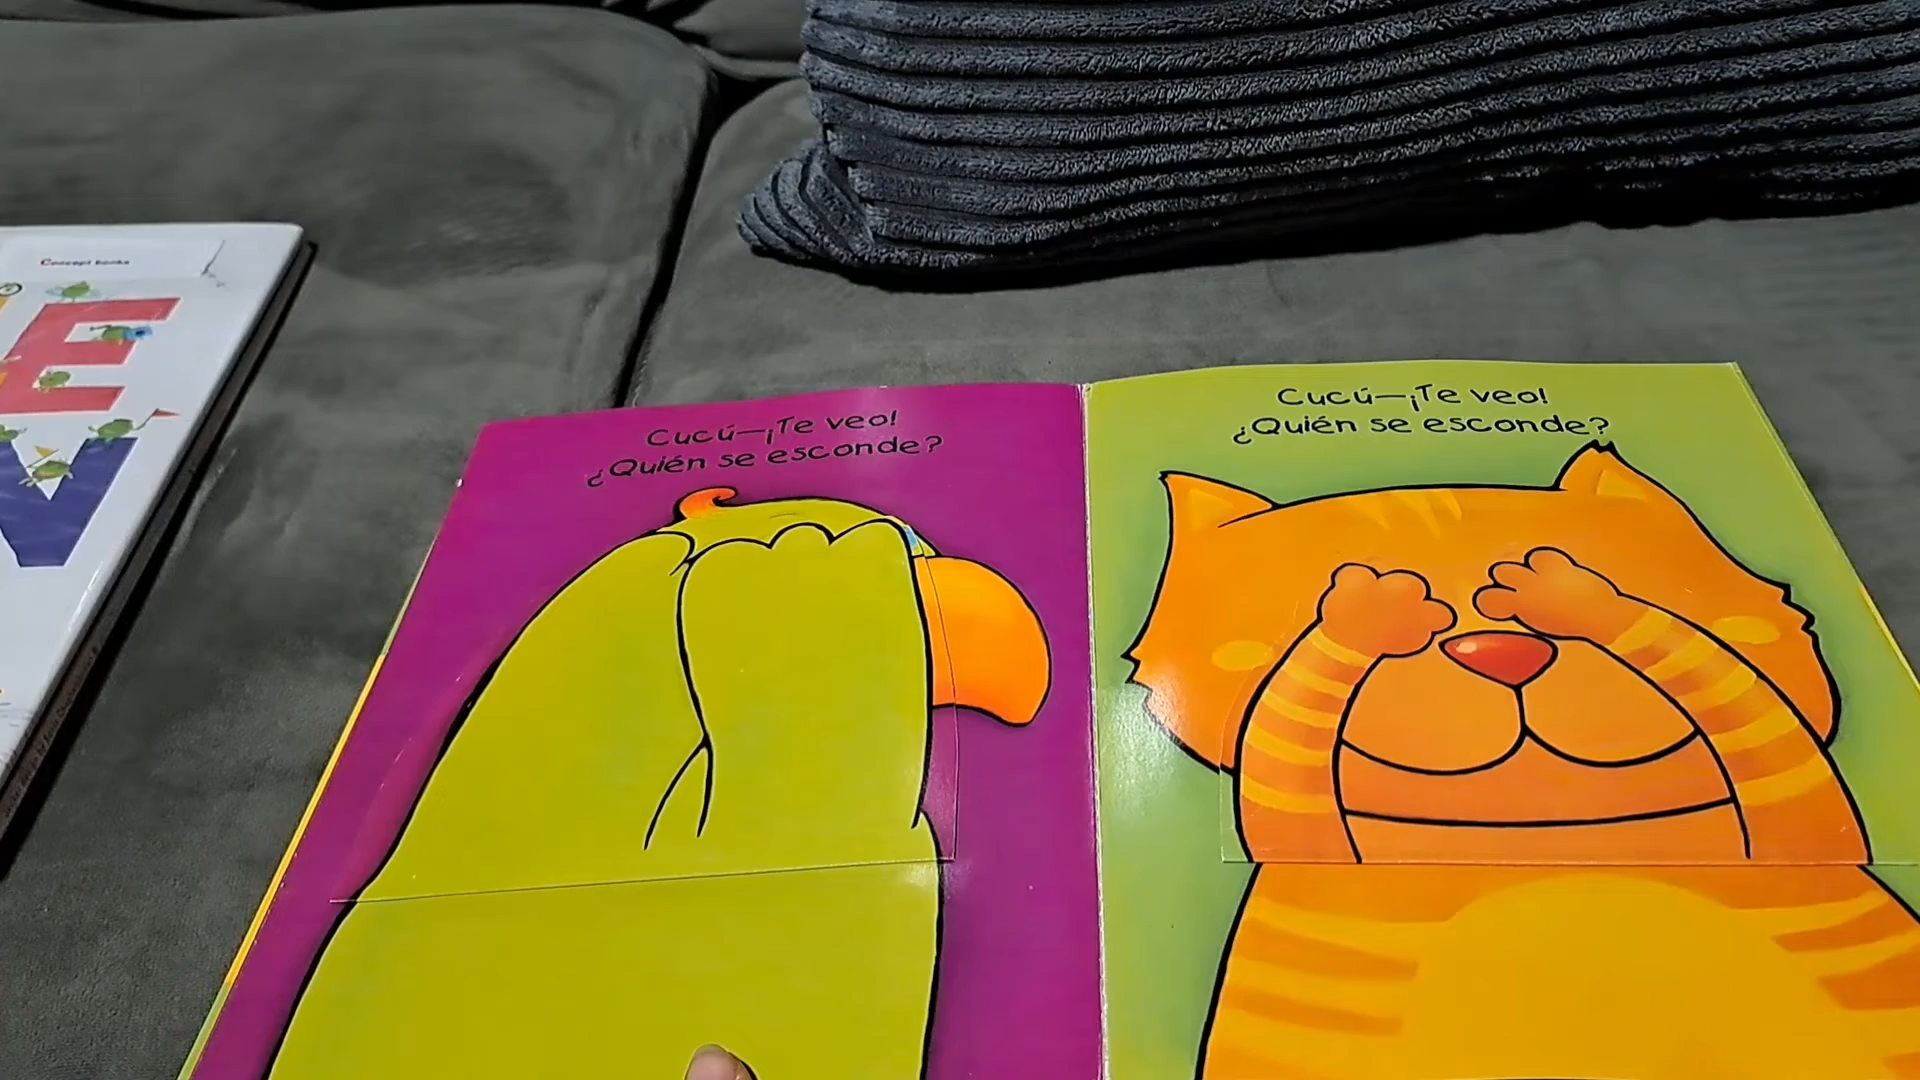 Concept books
E
Cucú—¡Te veo!
¿Quién se esconde?
Cucú—¡Te veo!
¿Quién se esconde?